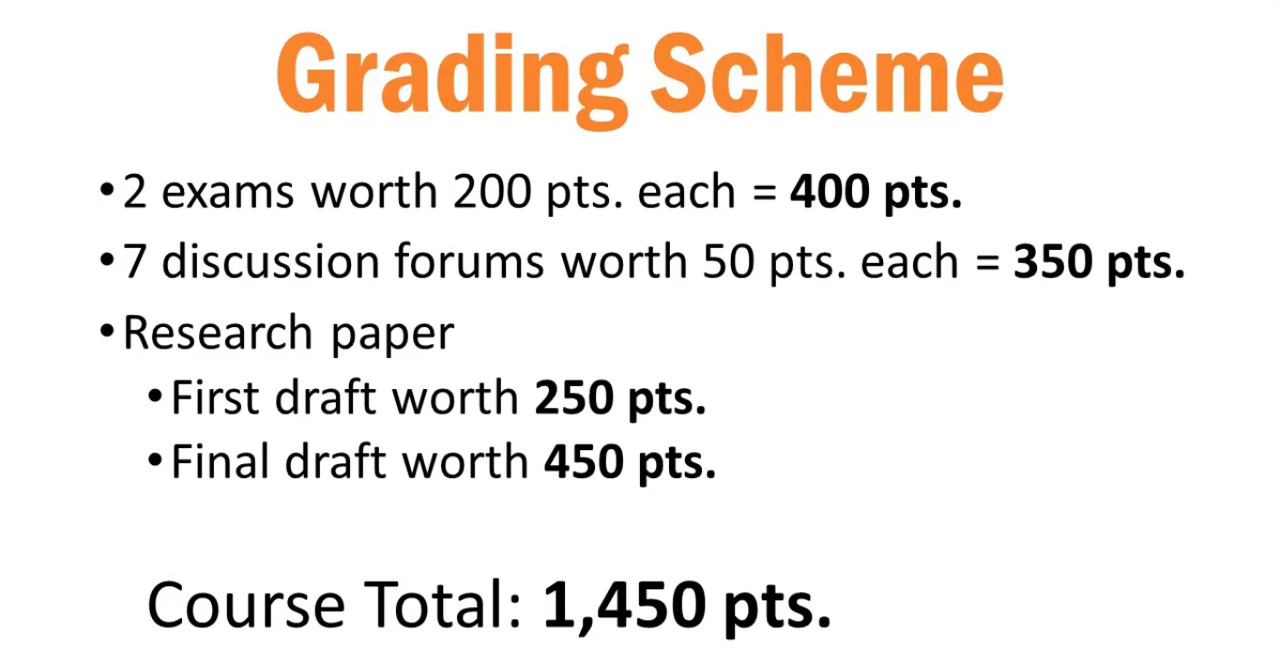 Grading Scheme
•2 exams worth 200 pts. each = 400 pts.
•7 discussion forums worth 50 pts. each = 350 pts.
•Research paper
•First draft worth 250 pts.
•Final draft worth 450 pts.
Course Total: 1,450 pts.